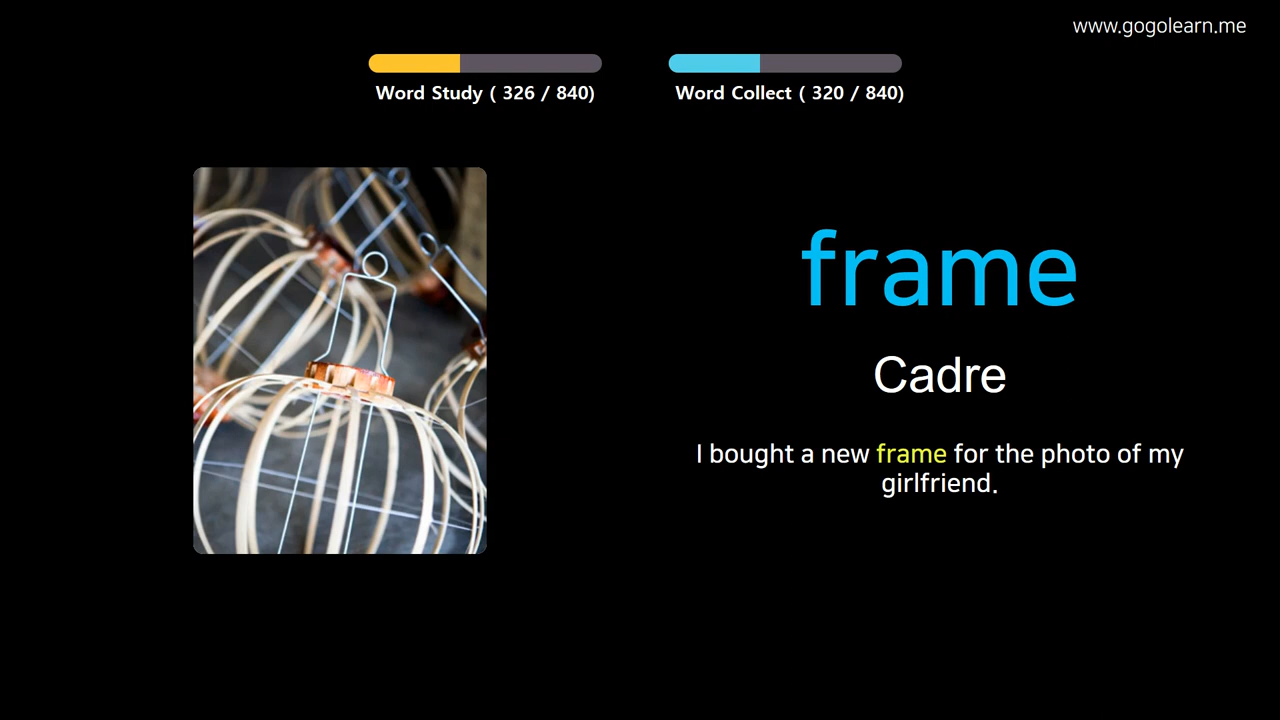 www.gogolearn.me
Word Study ( 326 / 840)
Word Collect ( 320 / 840)
frame
Cadre
I bought a new frame for the photo of my
girlfriend.